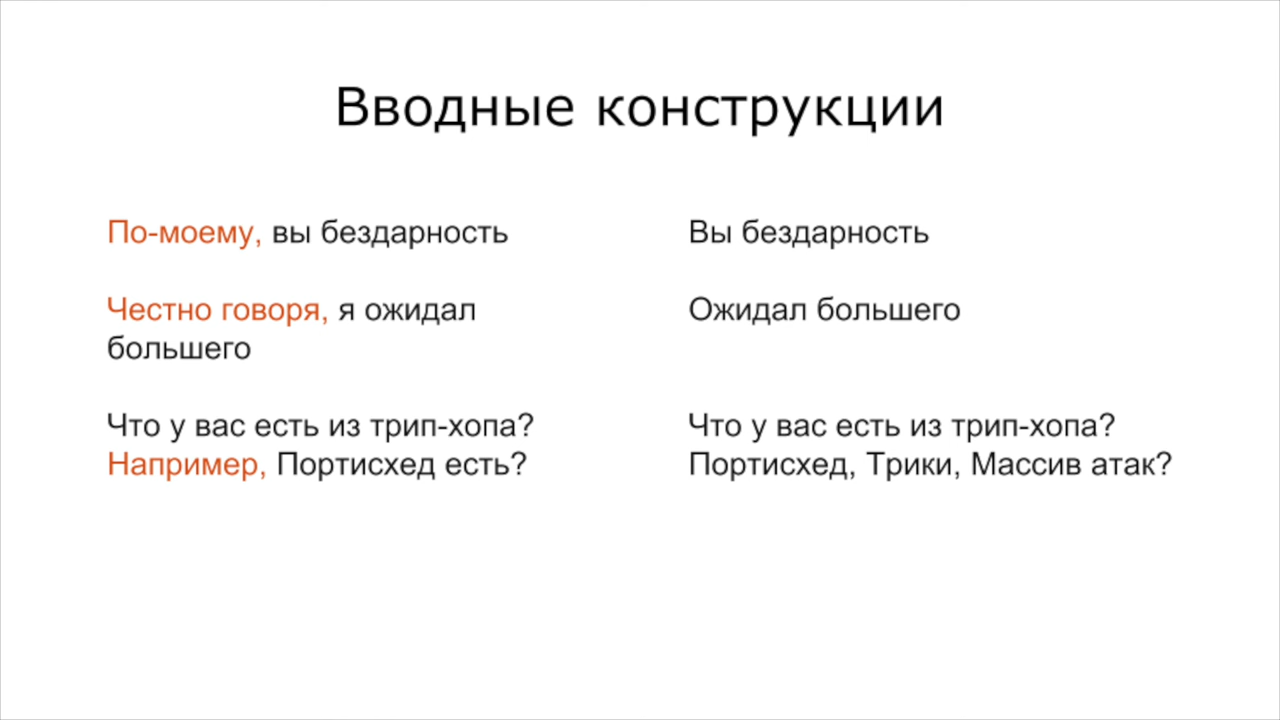 Вводные конструкции
По-моему, вы бездарность
Вы бездарность
Честно говоря, я ожидал
большего
Ожидал большего
Что у вас есть из трип-хопа?
Например, Портисхед есть?
Что у вас есть из трип-хопа?
Портисхед, Трики, Массив атак?